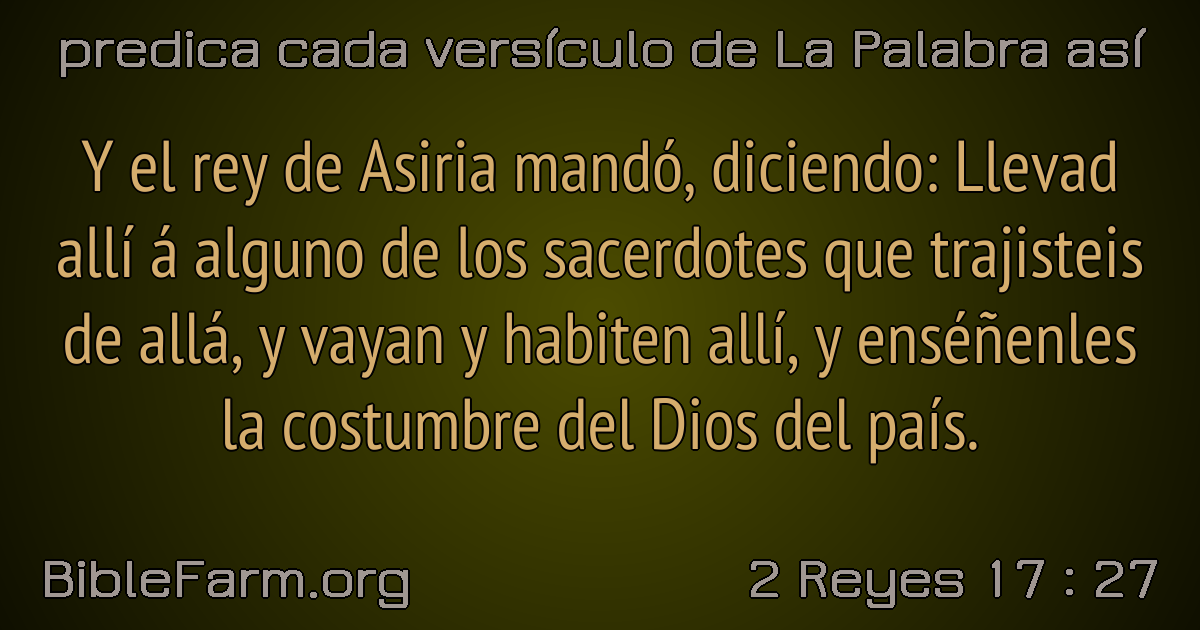 predica cada versículo de La Palabra así
Y el rey de Asiria mandó, diciendo: Llevad
allí á alguno de los sacerdotes que trajisteis
de allá, y vayan y habiten allí, y enséñenles
la costumbre del Dios del país.
BibleFarm.org
2 Reyes 17 : 27